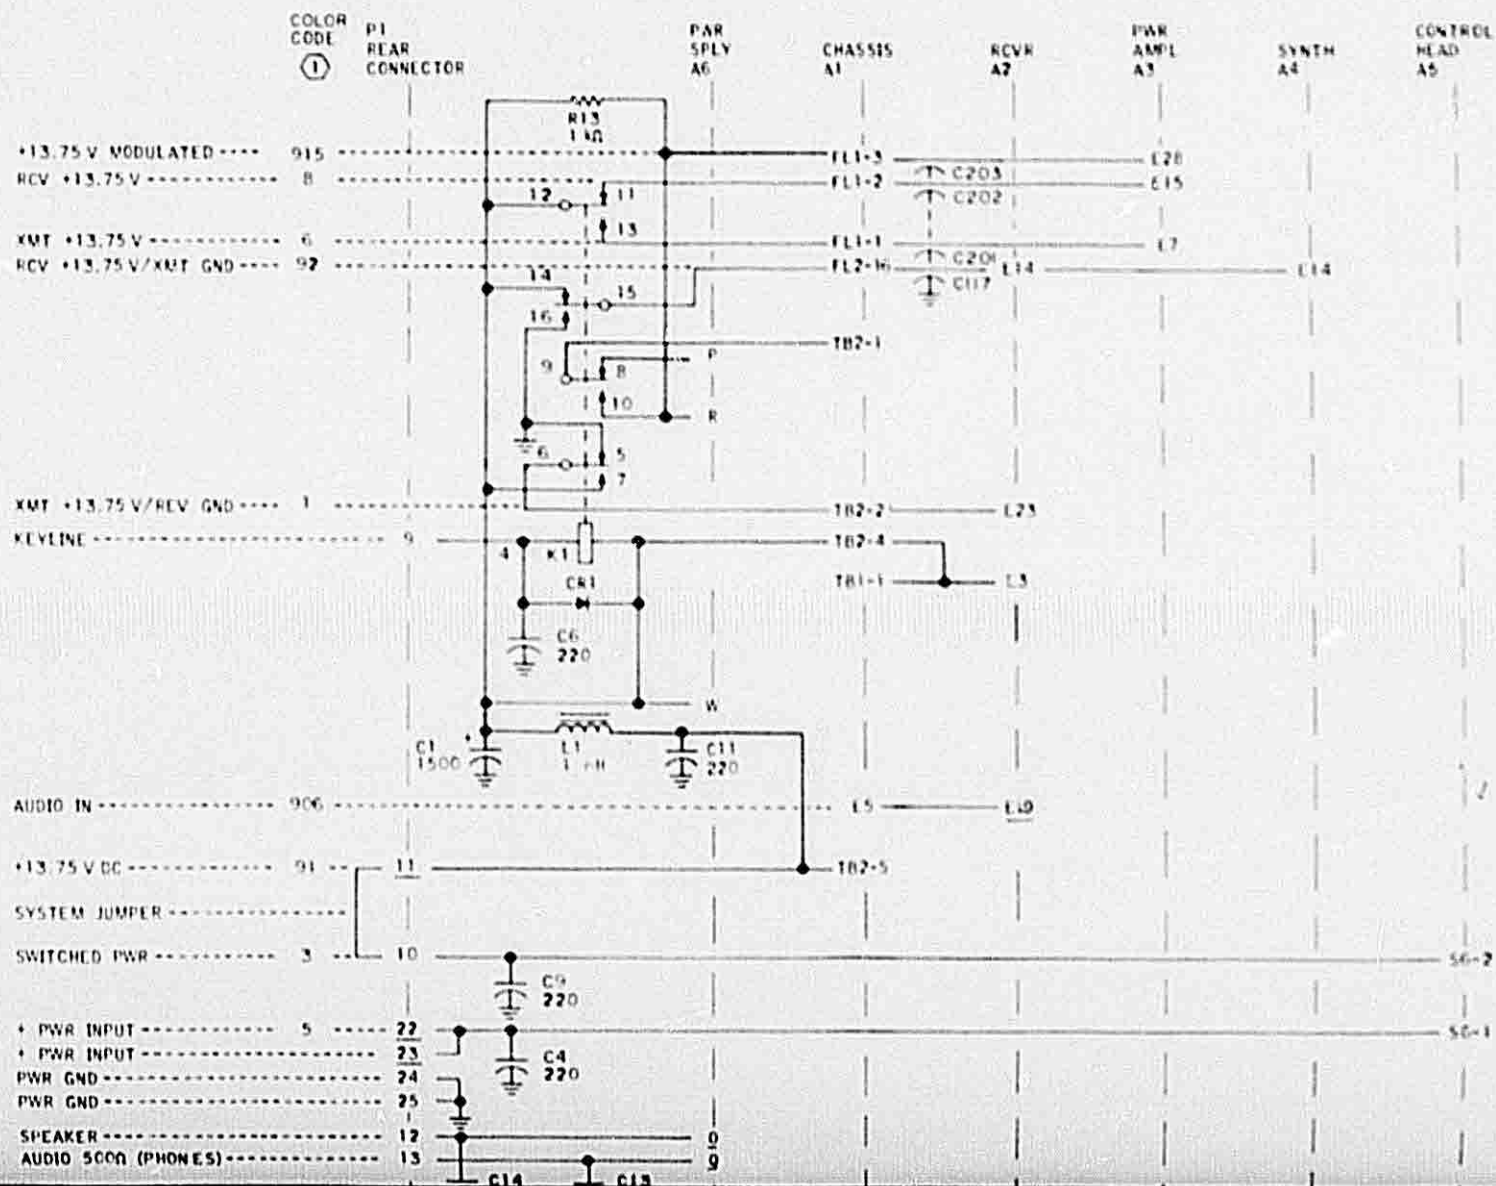 COLOR CODE 1
P1 REAR CONNECTOR
PAR SPLY A6
CHASSIS A1
RCVR A2
PWR AMPL A3
SYNTH A4
CONTROL HEAD A5
R13
1 kΩ
+13.75 V MODULATED 915 FL1-3 E28
C203
RCV +13.75 V 8 FL1-2 E15
12 11
C202
13
XMT +13.75 V 6 FL1-1 E7
C201
RCV +13.75 V/XMT GND 92 FL2-16 E14 E14
14
C117
15
16
TB2-1
P
9 8
10
R
6 5
7
XMT +13.75 V/REV GND 1 TB2-2 E23
KEYLINE 9 TB2-4
4 K1
CR1
TB1-1 E3
C6
220
W
C1
1500
+
L1
C11
220
AUDIO IN 906 E5
+13.75 V DC 91 11 TB2-5
SYSTEM JUMPER
SWITCHED PWR 3 10 S6-2
C9
220
+ PWR INPUT 5 22 S6-1
+ PWR INPUT 23
C4
220
PWR GND 24
PWR GND 25
SPEAKER 12
AUDIO 500Ω (PHONES) 13
C14 C13